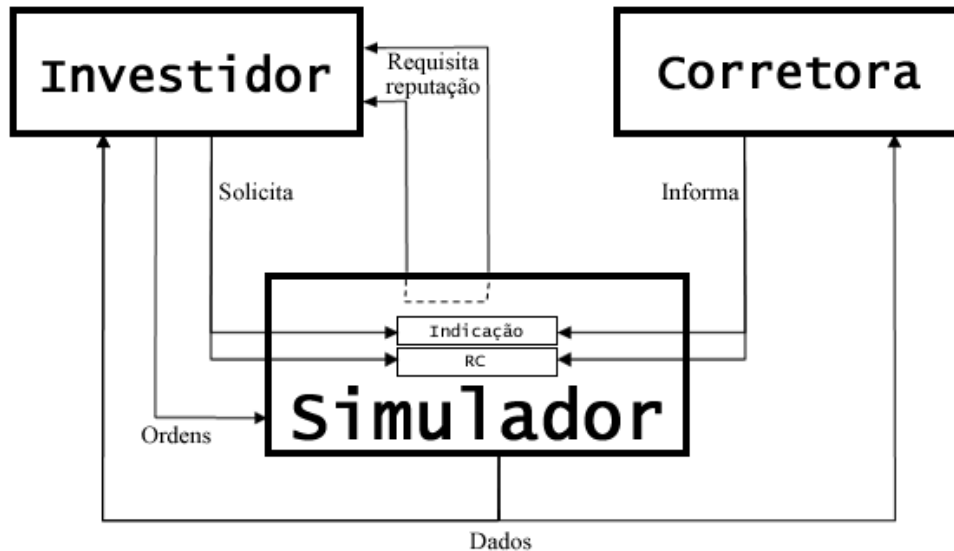 Investidor
Corretora
Requisita
reputação
Solicita
Informa
Indicação
RC
Simulador
Ordens
Dados